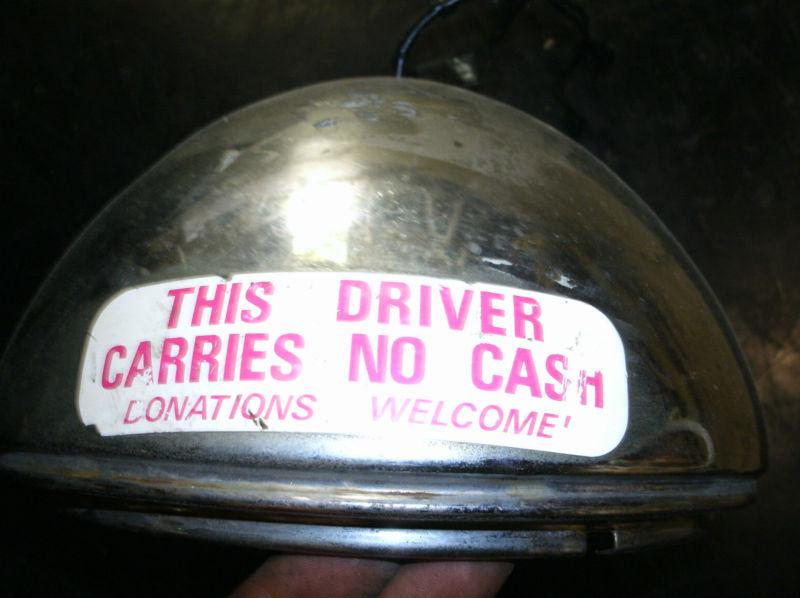 THIS DRIVER
CARRIES NO CASH
DONATIONS WELCOME!